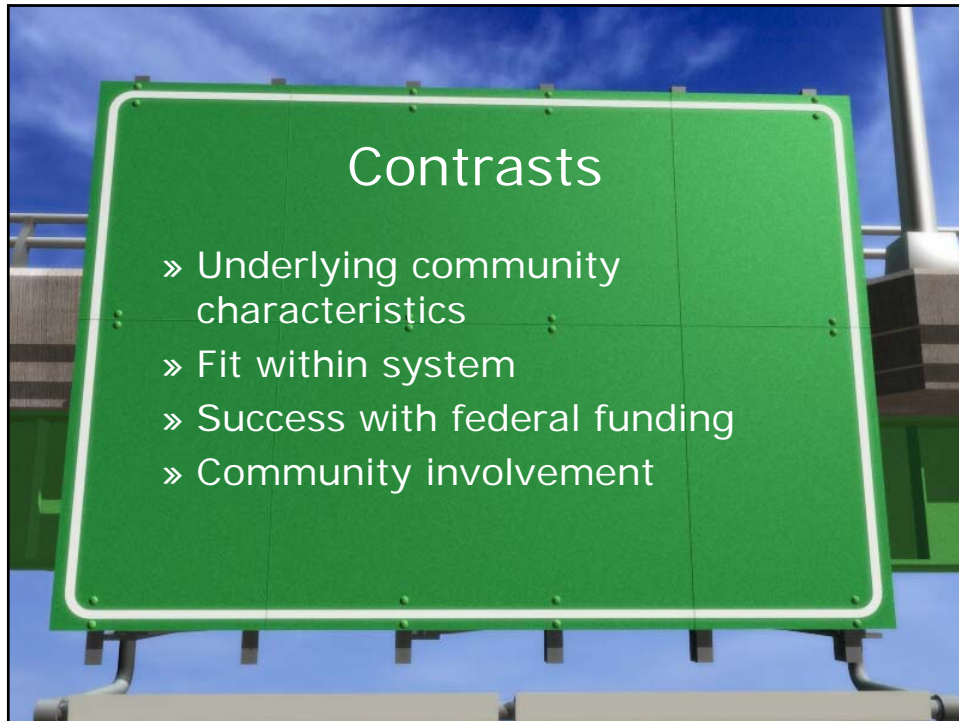 Contrasts
» Underlying community
characteristics
» Fit within system
» Success with federal funding
» Community involvement